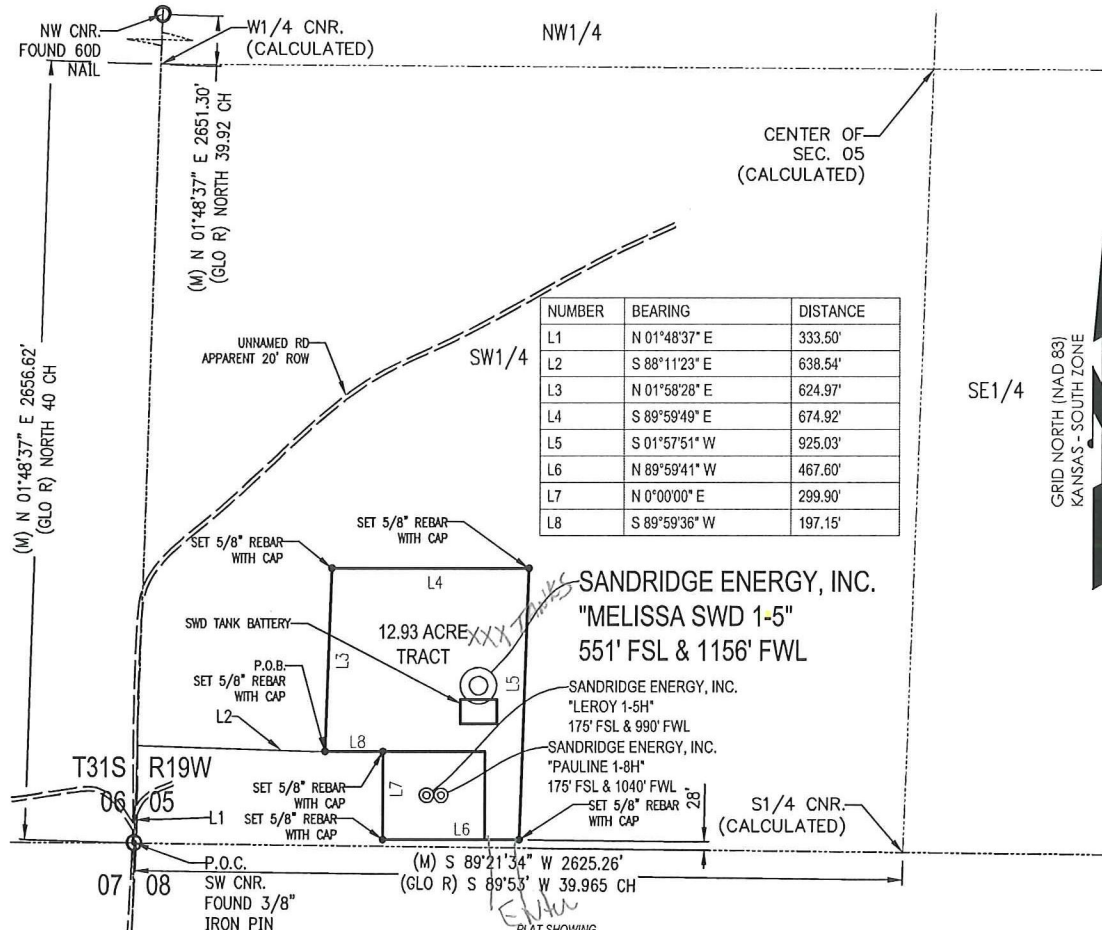 NW CNR.
FOUND 60D
NAIL
W1/4 CNR.
(CALCULATED)
NW1/4
(M) N 01°48'37" E 2651.30'
(GLO R) NORTH 39.92 CH
CENTER OF
SEC. 05
(CALCULATED)
(M) N 01°48'37" E 2656.62'
(GLO R) NORTH 40 CH
UNNAMED RD
APPARENT 20' ROW
SW1/4
NUMBER BEARING DISTANCE
L1 N 01°48'37" E 333.50'
L2 S 88°11'23" E 638.54'
L3 N 01°58'28" E 624.97'
L4 S 89°59'49" E 674.92'
L5 S 01°57'51" W 925.03'
L6 N 89°59'41" W 467.60'
L7 N 0°00'00" E 299.90'
L8 S 89°59'36" W 197.15'
SE1/4
GRID NORTH (NAD 83)
KANSAS - SOUTH ZONE
SET 5/8" REBAR
WITH CAP
SET 5/8" REBAR
WITH CAP
L4
SANDRIDGE ENERGY, INC.
"MELISSA SWD 1-5"
551' FSL & 1156' FWL
XXX TANKS
SWD TANK BATTERY
12.93 ACRE
TRACT
L3
L5
P.O.B.
SET 5/8" REBAR
WITH CAP
SANDRIDGE ENERGY, INC.
"LEROY 1-5H"
175' FSL & 990' FWL
L2
L8
SANDRIDGE ENERGY, INC.
"PAULINE 1-8H"
175' FSL & 1040' FWL
T31S R19W
06 05
SET 5/8" REBAR
WITH CAP
L7
SET 5/8" REBAR
WITH CAP
28'
S1/4 CNR.
(CALCULATED)
L1
SET 5/8" REBAR
WITH CAP
L6
P.O.C.
SW CNR.
FOUND 3/8"
IRON PIN
07 08
(M) S 89°21'34" W 2625.26'
(GLO R) S 89°53' W 39.965 CH
PLAT SHOWING